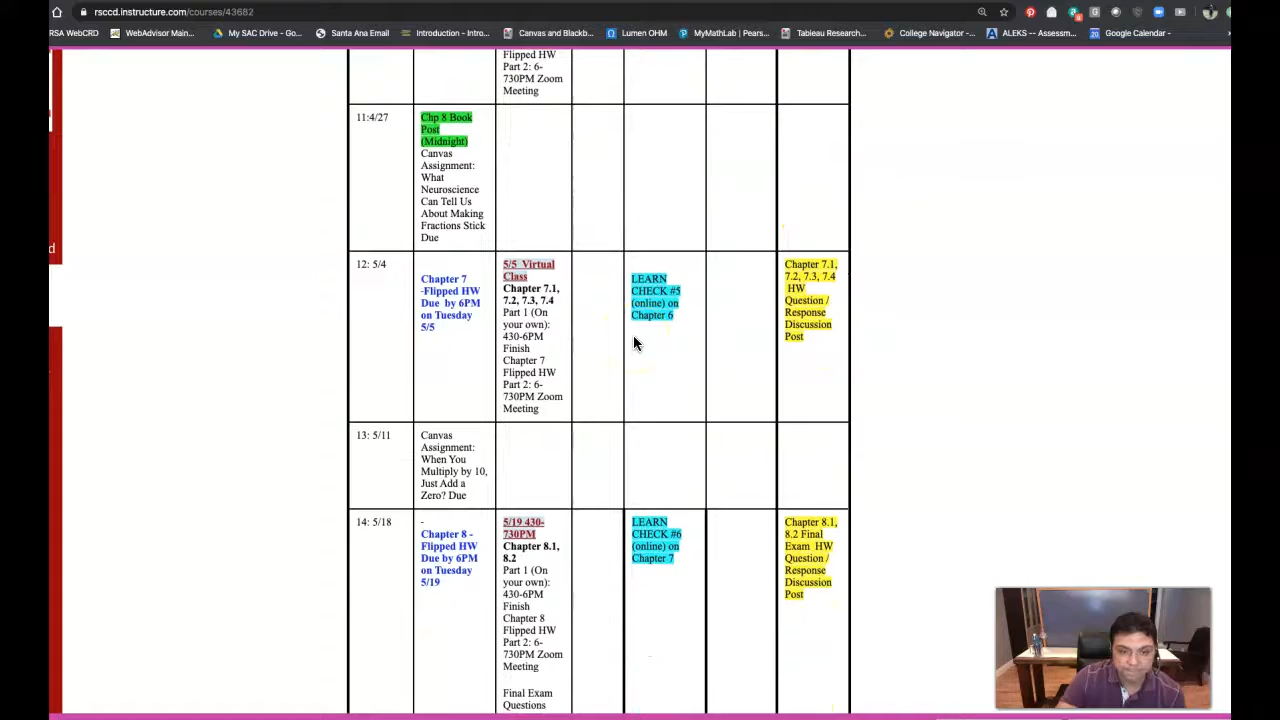 rsccd.instructure.com/courses/43682
RSA WebCRD
WebAdvisor Main...
My SAC Drive - Go...
Santa Ana Email
Introduction - Intro...
Canvas and Blackb...
Lumen OHM
MyMathLab | Pears...
Tableau Research...
College Navigator -...
ALEKS -- Assessm...
Google Calendar -
Flipped HW
Part 2: 6-
730PM Zoom
Meeting
11:4/27
Chp 8 Book
Post
(Midnight)
Canvas
Assignment:
What
Neuroscience
Can Tell Us
About Making
Fractions Stick
Due
12: 5/4
Chapter 7
-Flipped HW
Due by 6PM
on Tuesday
5/5
5/5 Virtual
Class
Chapter 7.1,
7.2, 7.3, 7.4
Part 1 (On
your own):
430-6PM
Finish
Chapter 7
Flipped HW
Part 2: 6-
730PM Zoom
Meeting
LEARN
CHECK #5
(online) on
Chapter 6
Chapter 7.1,
7.2, 7.3, 7.4
HW
Question /
Response
Discussion
Post
13: 5/11
Canvas
Assignment:
When You
Multiply by 10,
Just Add a
Zero? Due
14: 5/18
-
Chapter 8 -
Flipped HW
Due by 6PM
on Tuesday
5/19
5/19 430-
730PM
Chapter 8.1,
8.2
Part 1 (On
your own):
430-6PM
Finish
Chapter 8
Flipped HW
Part 2: 6-
730PM Zoom
Meeting
Final Exam
Questions
LEARN
CHECK #6
(online) on
Chapter 7
Chapter 8.1,
8.2 Final
Exam HW
Question /
Response
Discussion
Post
d